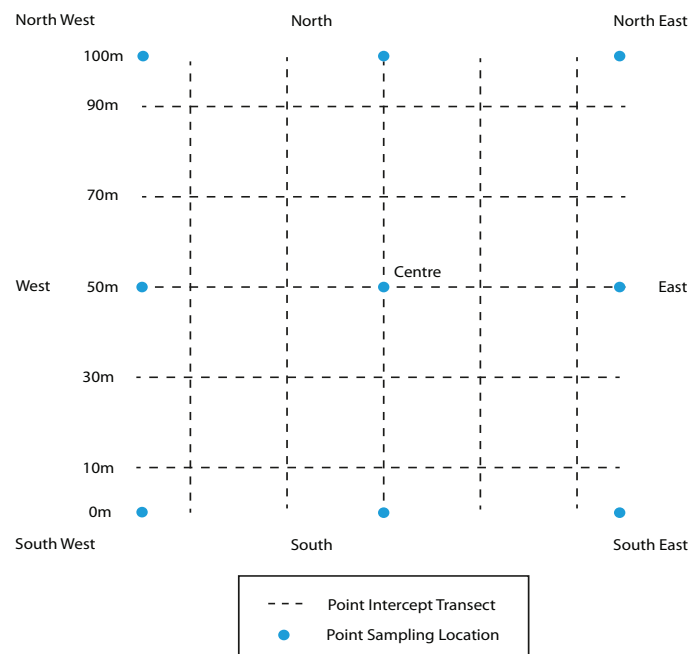 North West
North
North East
100m
90m
70m
Centre
West
50m
East
30m
10m
0m
South West
South
South East
Point Intercept Transect
Point Sampling Location